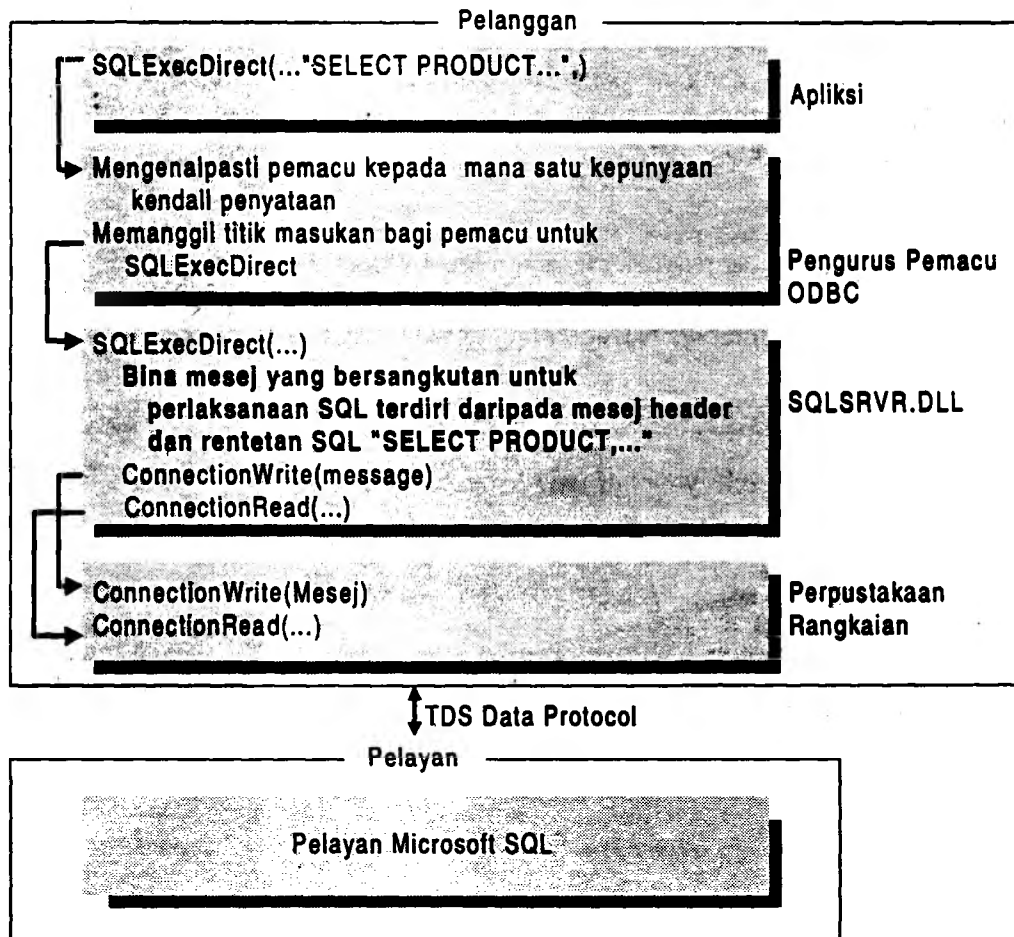 Pelanggan
SQLExecDirect(..."SELECT PRODUCT...",)
:
Apliksi
Mengenalpasti pemacu kepada mana satu kepunyaan
kendali penyataan
Memanggil titik masukan bagi pemacu untuk
SQLExecDirect
Pengurus Pemacu
ODBC
SQLExecDirect(...)
Bina mesej yang bersangkutan untuk
perlaksanaan SQL terdiri daripada mesej header
dan rentetan SQL "SELECT PRODUCT,..."
ConnectionWrite(message)
ConnectionRead(...)
SQLSRVR.DLL
ConnectionWrite(Mesej)
ConnectionRead(...)
Perpustakaan
Rangkaian
TDS Data Protocol
Pelayan
Pelayan Microsoft SQL